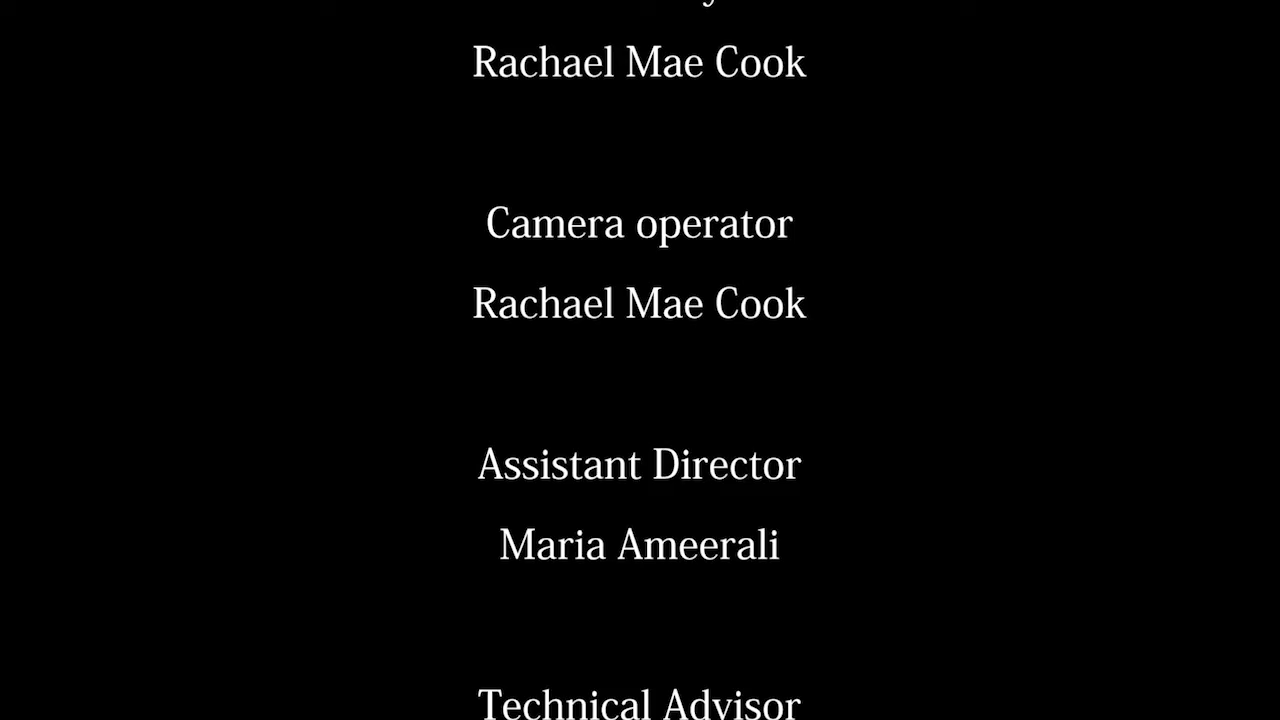 Rachael Mae Cook
Camera operator
Rachael Mae Cook
Assistant Director
Maria Ameerali
Technical Advisor